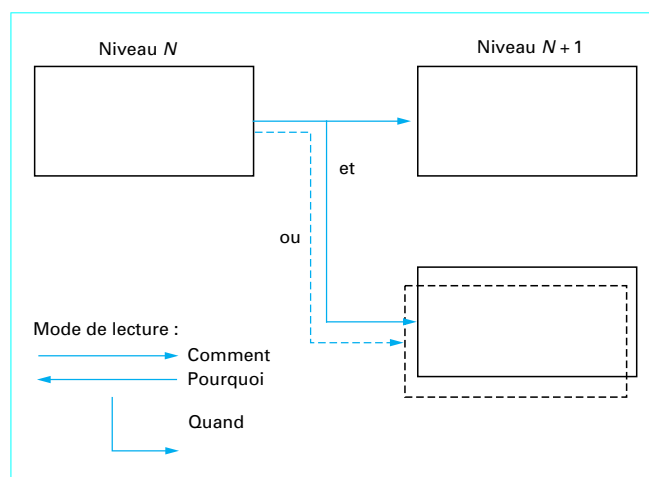 Niveau N
Niveau N + 1
et
ou
Mode de lecture :
Comment
Pourquoi
Quand